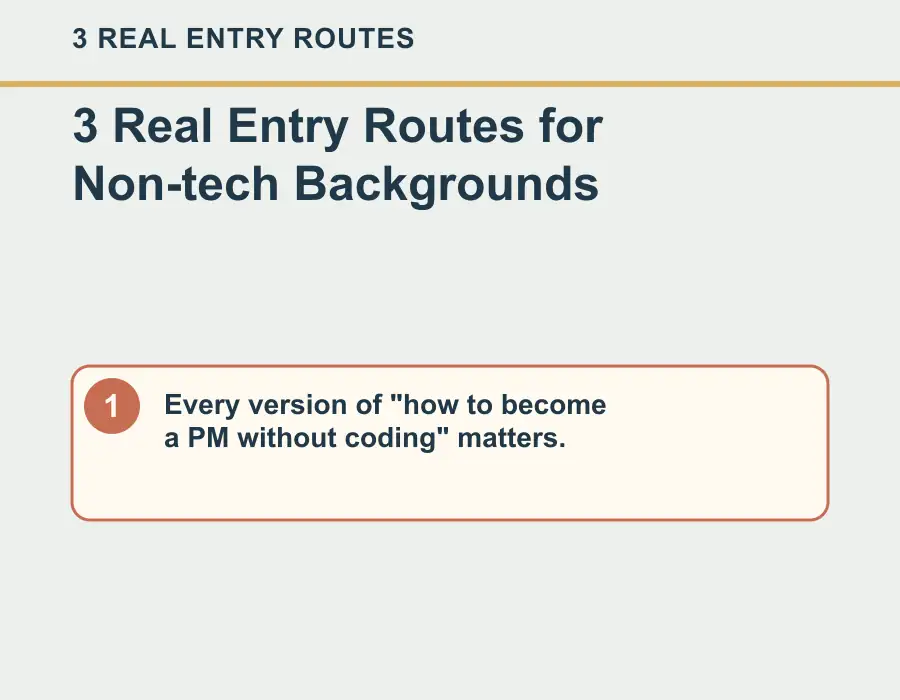 3 REAL ENTRY ROUTES
3 Real Entry Routes for
Non-tech Backgrounds
1
Every version of "how to become
a PM without coding" matters.